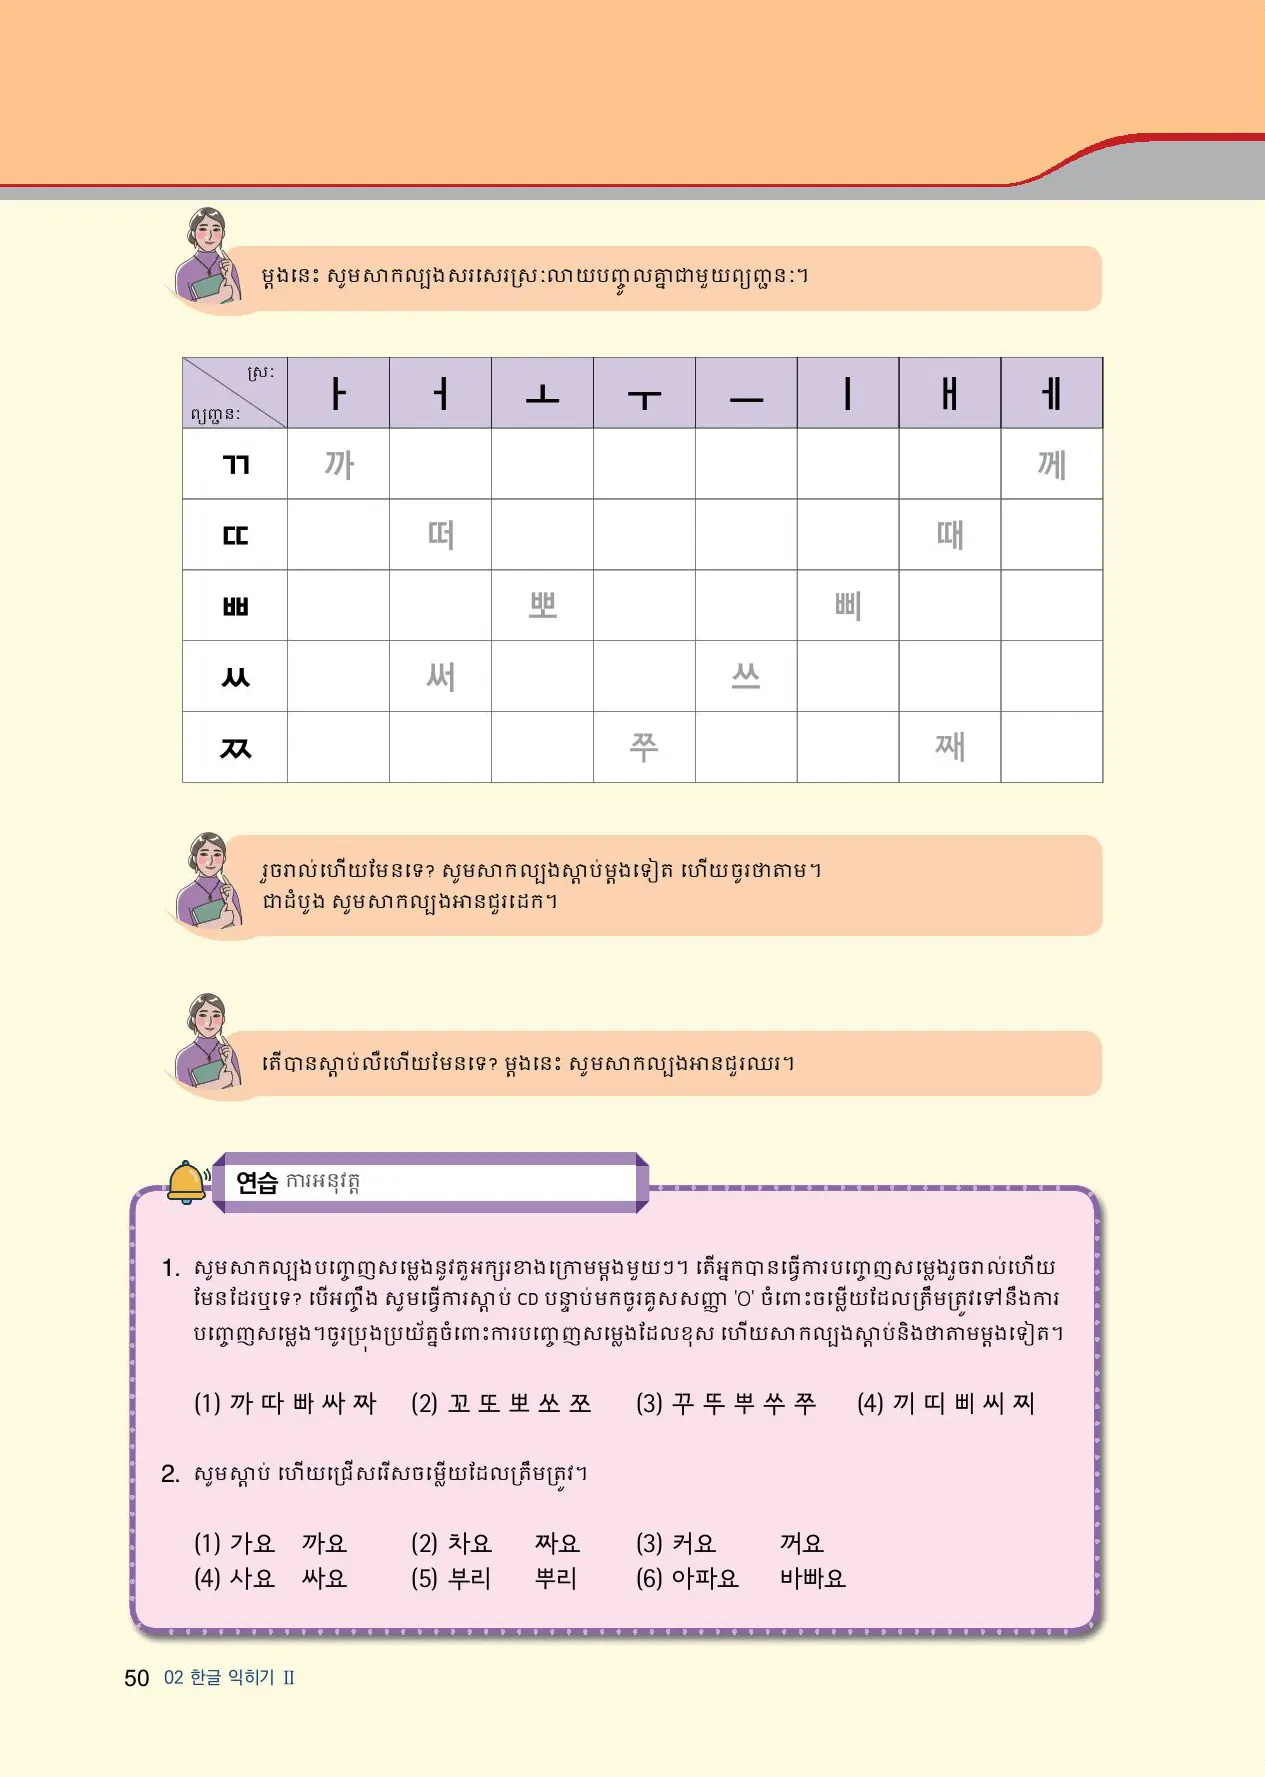 ម្ដងនេះ សូមសាកល្បងសរសេរស្រៈលាយបញ្ចូលគ្នាជាមួយព្យញ្ជនៈ។
ស្រៈ
ព្យញ្ជនៈ
ㅏ ㅓ ㅗ ㅜ ㅡ ㅣ ㅐ ㅔ
ㄲ 까 께
ㄸ 떠 때
ㅃ 뽀 삐
ㅆ 써 쓰
ㅉ 쭈 째
រួចរាល់ហើយមែនទេ? សូមសាកល្បងស្ដាប់ម្ដងទៀត ហើយចូរថាតាម។
ជាដំបូង សូមសាកល្បងអានជួរដេក។
តើបានស្ដាប់លឺហើយមែនទេ? ម្ដងនេះ សូមសាកល្បងអានជួរឈរ។
연습 ការអនុវត្ត
1. សូមសាកល្បងបញ្ចេញសម្លេងនូវតួអក្សរខាងក្រោមម្ដងមួយៗ។ តើអ្នកបានធ្វើការបញ្ចេញសម្លេងរួចរាល់ហើយ
មែនដែរឬទេ? បើអញ្ចឹង សូមធ្វើការស្ដាប់ CD បន្ទាប់មកចូរគូសសញ្ញា 'O' ចំពោះចម្លើយដែលត្រឹមត្រូវទៅនឹងការ
បញ្ចេញសម្លេង។ចូរប្រុងប្រយ័ត្នចំពោះការបញ្ចេញសម្លេងដែលខុស ហើយសាកល្បងស្ដាប់និងថាតាមម្ដងទៀត។
(1) 까 따 빠 싸 짜 (2) 꼬 또 뽀 쏘 쪼 (3) 꾸 뚜 뿌 쑤 쭈 (4) 끼 띠 삐 씨 찌
2. សូមស្ដាប់ ហើយជ្រើសរើសចម្លើយដែលត្រឹមត្រូវ។
(1) 가요 까요 (2) 차요 짜요 (3) 커요 꺼요
(4) 사요 싸요 (5) 부리 뿌리 (6) 아파요 바빠요
50 02 한글 익히기 Ⅱ